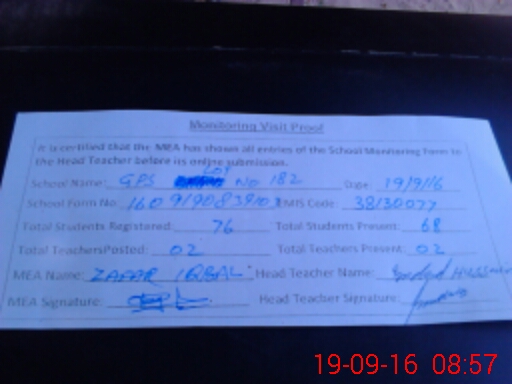 Monitoring Visit Proof
It is certified that the MEA has shown all entries of the School Monitoring Form to
the Head Teacher before its online submission.
School Name: GPS LOT No 182 Date: 19/9/16
School Form No: EMIS Code: 38130077
Total Students Registered: 76 Total Students Present: 68
Total Teachers Posted: 02 Total Teachers Present: 02
MEA Name: ZAFAR IQBAL Head Teacher Name:
MEA Signature: Head Teacher Signature:
19-09-16 08:57